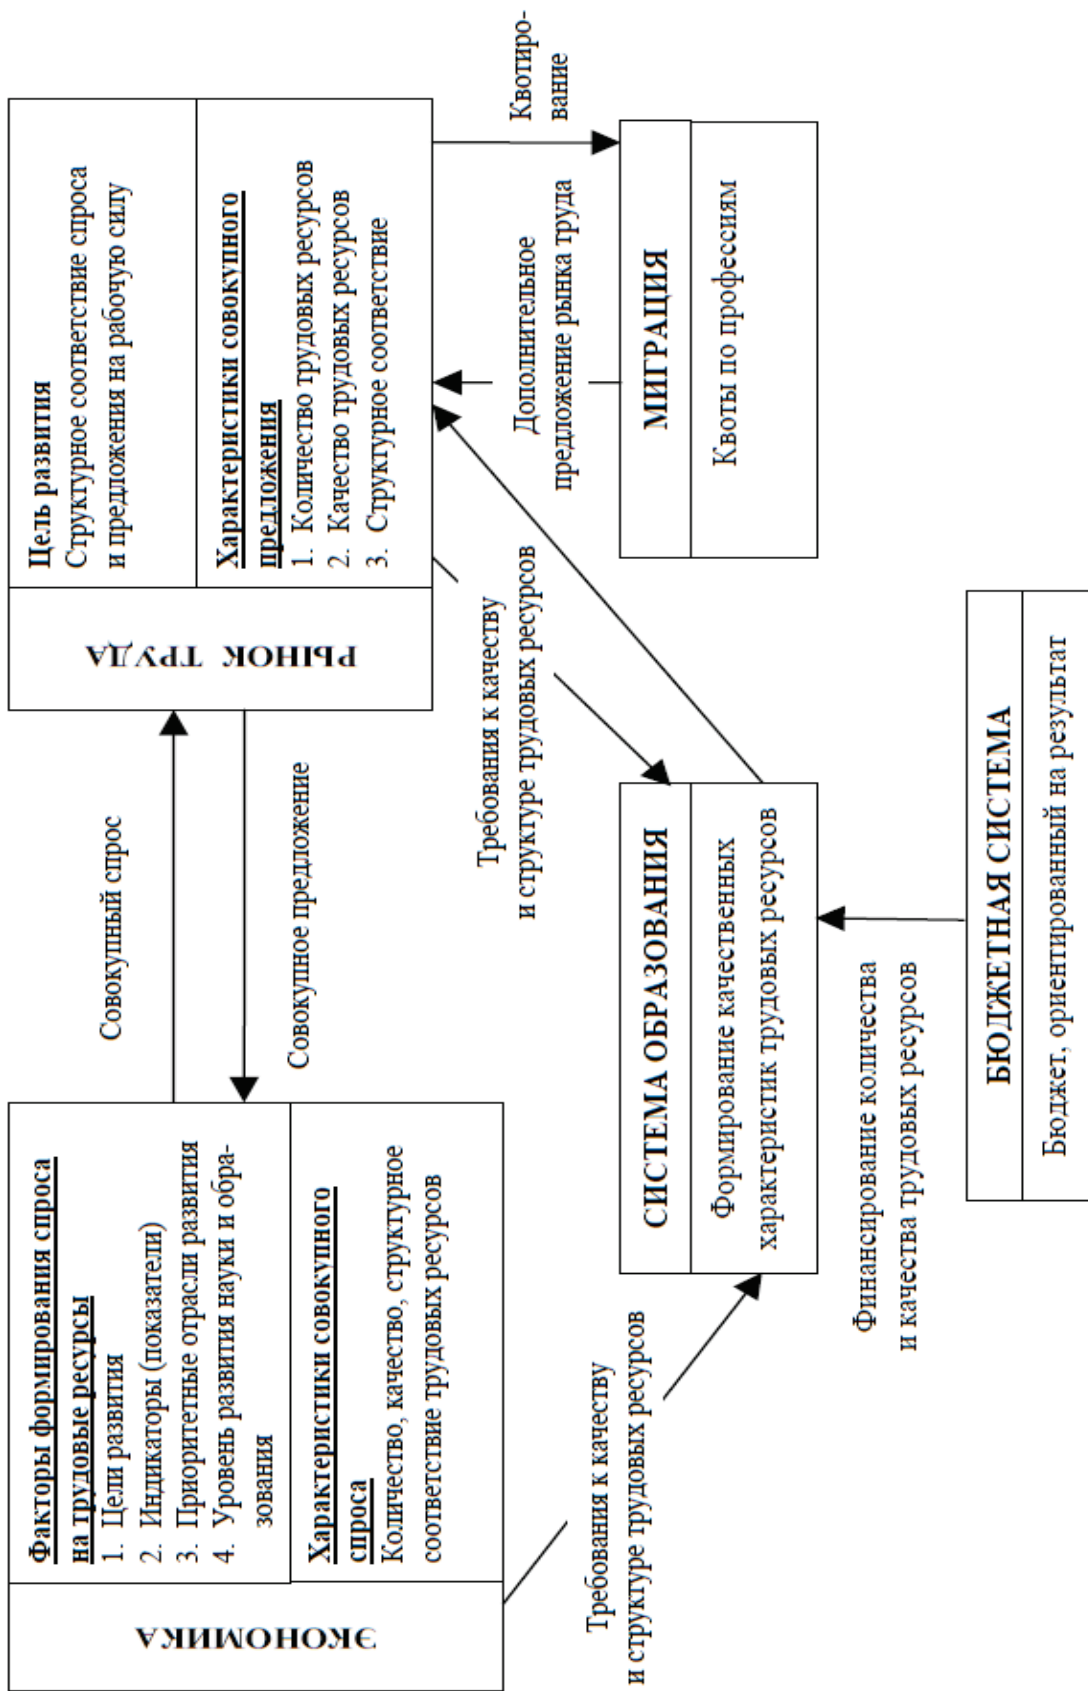 ЭКОНОМИКА
Факторы формирования спроса
на трудовые ресурсы
1. Цели развития
2. Индикаторы (показатели)
3. Приоритетные отрасли развития
4. Уровень развития науки и обра-
зования
Характеристики совокупного
спроса
Количество, качество, структурное
соответствие трудовых ресурсов
Совокупный спрос
Совокупное предложение
РЫНОК ТРУДА
Цель развития
Структурное соответствие спроса
и предложения на рабочую силу
Характеристики совокупного
предложения
1. Количество трудовых ресурсов
2. Качество трудовых ресурсов
3. Структурное соответствие
Требования к качеству
и структуре трудовых ресурсов
Требования к качеству
и структуре трудовых ресурсов
Дополнительное
предложение рынка труда
Квотиро-
вание
СИСТЕМА ОБРАЗОВАНИЯ
Формирование качественных
характеристик трудовых ресурсов
МИГРАЦИЯ
Квоты по профессиям
Финансирование количества
и качества трудовых ресурсов
БЮДЖЕТНАЯ СИСТЕМА
Бюджет, ориентированный на результат